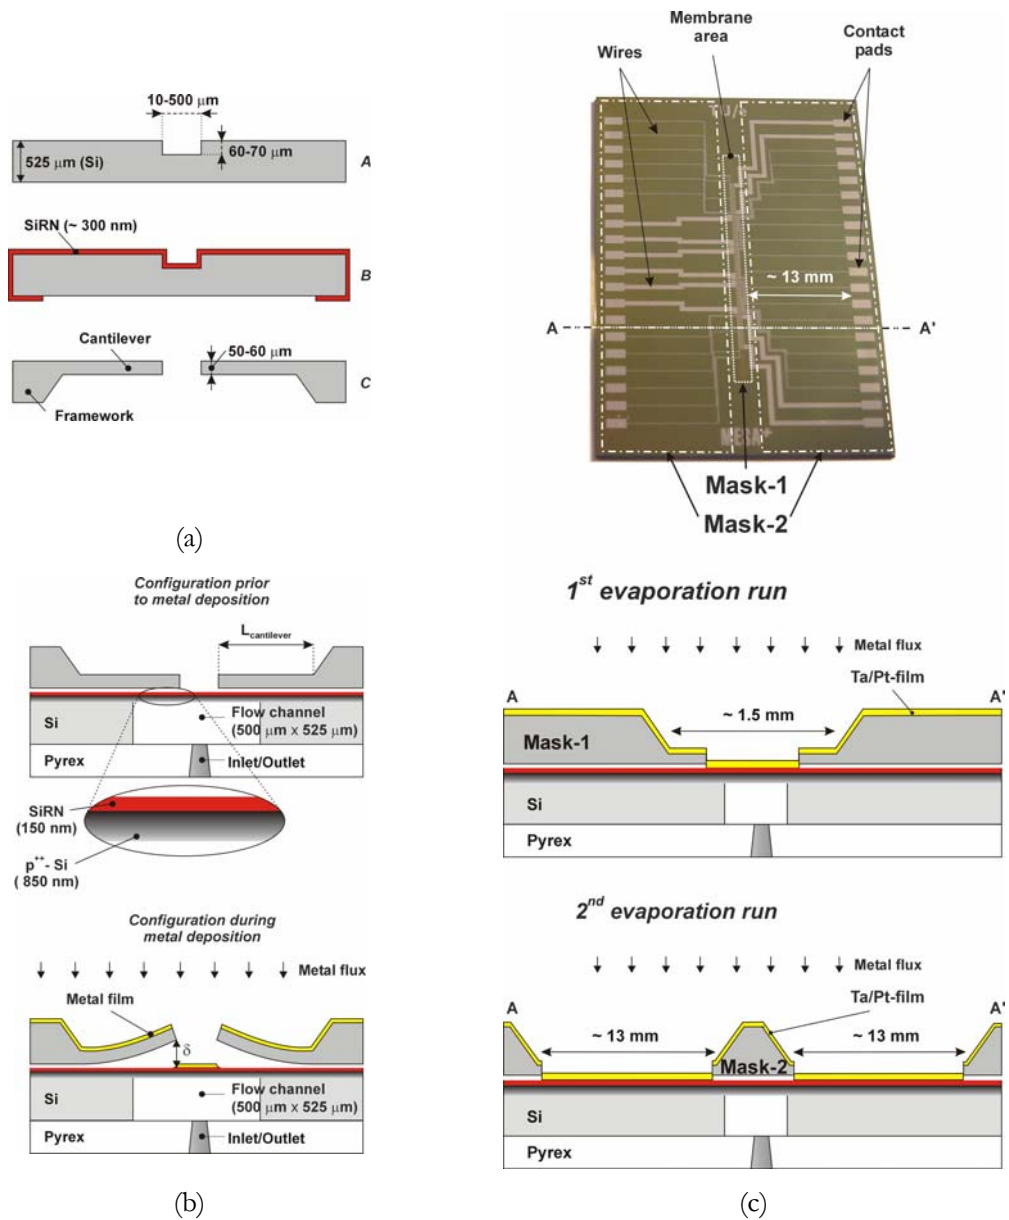 10-500 μm
525 μm (Si)
60-70 μm
A
SiRN (~ 300 nm)
B
Cantilever
50-60 μm
C
Framework
(a)
Membrane
area
Wires
Contact
pads
~ 13 mm
A
A'
MESA+
Mask-1
Mask-2
Configuration prior
to metal deposition
Lcantilever
Si
Flow channel
(500 μm x 525 μm)
Pyrex
Inlet/Outlet
SiRN
(150 nm)
p++- Si
( 850 nm)
Configuration during
metal deposition
Metal flux
Metal film
δ
Si
Flow channel
(500 μm x 525 μm)
Pyrex
Inlet/Outlet
(b)
1st evaporation run
Metal flux
Ta/Pt-film
A
A'
~ 1.5 mm
Mask-1
Si
Pyrex
2nd evaporation run
Metal flux
Ta/Pt-film
A
A'
~ 13 mm
~ 13 mm
Mask-2
Si
Pyrex
(c)